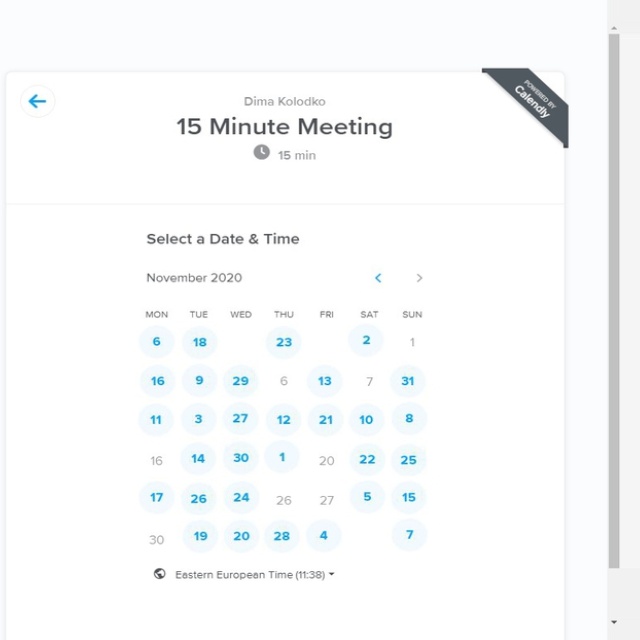 POWERED BY
Calendly
Dima Kolodko
15 Minute Meeting
15 min
Select a Date & Time
November 2020
MON TUE WED THU FRI SAT SUN
6 18 23 2 1
16 9 29 6 13 7 31
11 3 27 12 21 10 8
16 14 30 1 20 22 25
17 26 24 26 27 5 15
30 19 20 28 4 7
Eastern European Time (11:38)